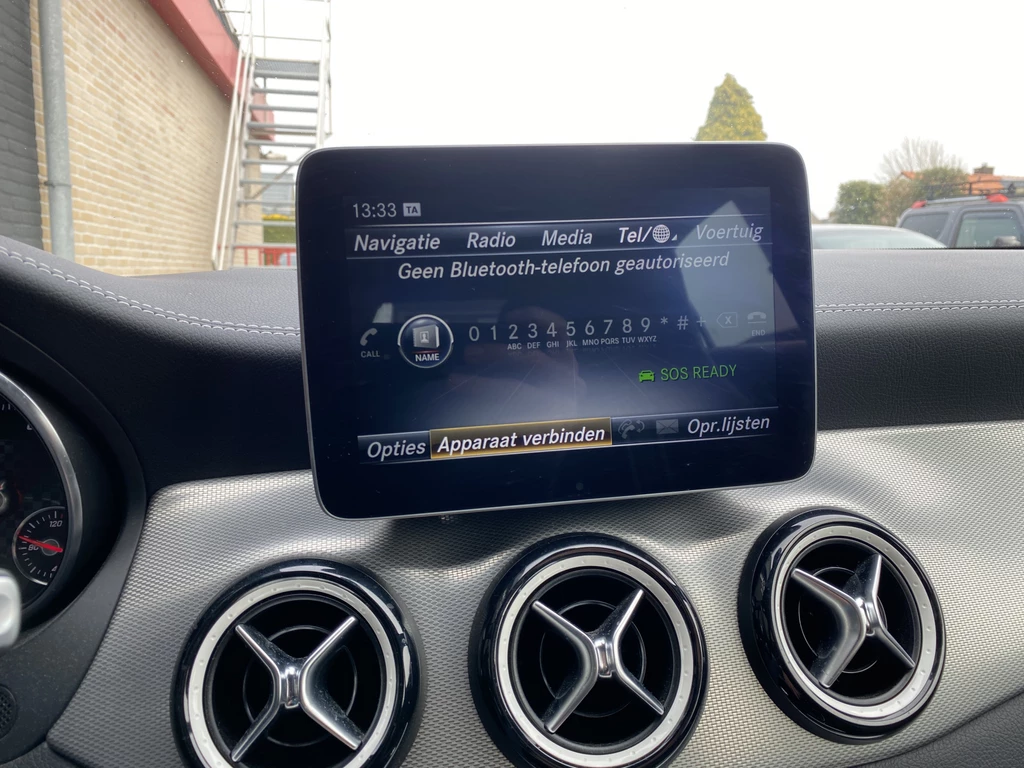 13:33 TA
Navigatie Radio Media Tel/ Voertuig
Geen Bluetooth-telefoon geautoriseerd
CALL NAME 0 1 2 3 4 5 6 7 8 9 * # + END
ABC DEF GHI JKL MNO PQRS TUV WXYZ
SOS READY
Opties Apparaat verbinden Opr.lijsten
120
80